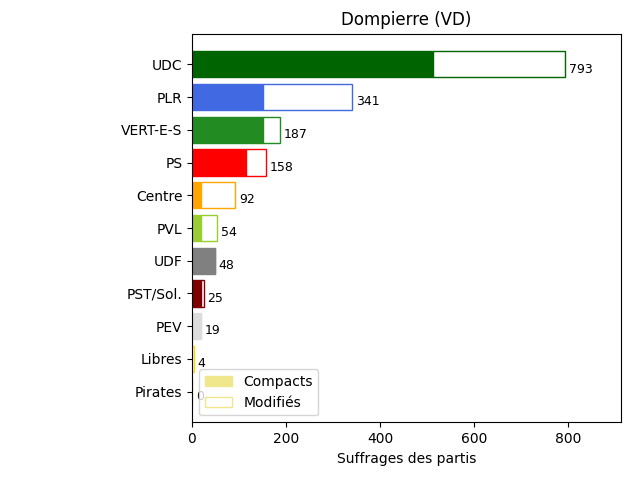 Dompierre (VD)
UDC 793
PLR 341
VERT-E-S 187
PS 158
Centre 92
PVL 54
UDF 48
PST/Sol. 25
PEV 19
Libres 4
Pirates 0
Compacts
Modifiés
0 200 400 600 800
Suffrages des partis